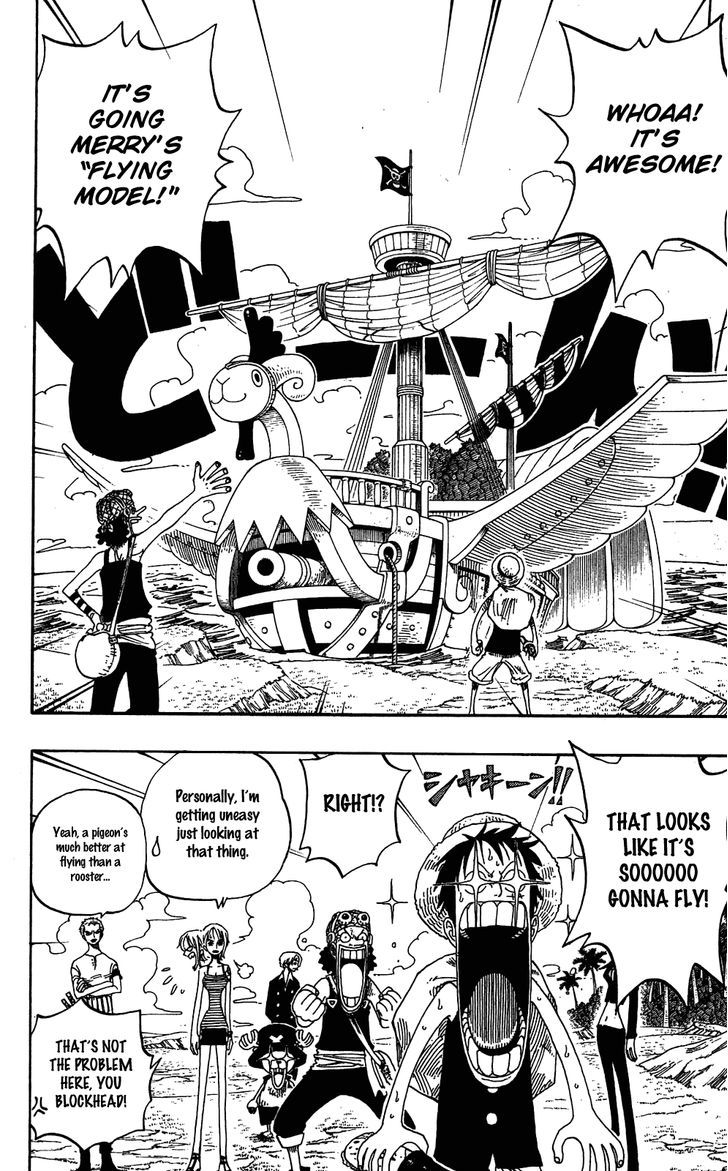 WHOAA!
IT'S
AWESOME!
IT'S
GOING
MERRY'S
"FLYING
MODEL!"
THAT LOOKS
LIKE IT'S
SOOOOOO
GONNA FLY!
シャキーン!!
RIGHT!?
Personally, I'm
getting uneasy
just looking at
that thing.
Yeah, a pigeon's
much better at
flying than a
rooster...
THAT'S NOT
THE PROBLEM
HERE, YOU
BLOCKHEAD!